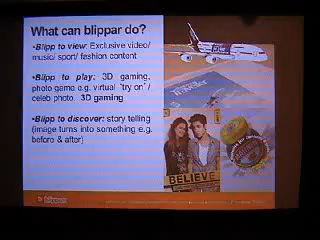 What can blippar do?
•Blipp to view: Exclusive video/
music/ sport/ fashion content
•Blipp to play: 3D gaming,
photo game e.g. virtual 'try on' /
celeb photo. 3D gaming
•Blipp to discover: story telling
(image turns into something e.g.
before & after)
BELIEVE
blippar